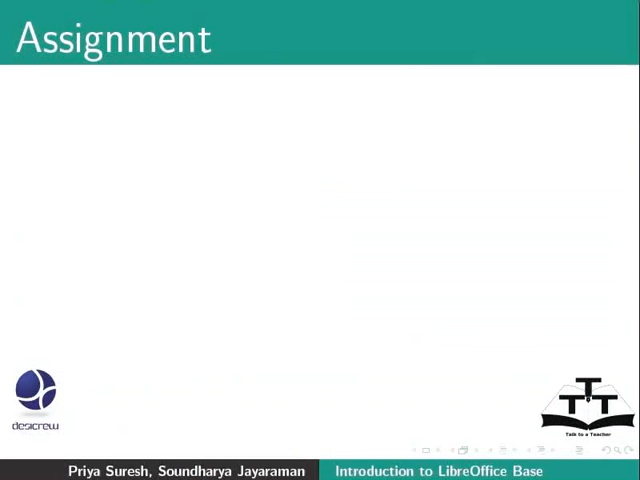 Assignment
desicrew
T
T T
Talk to a Teacher
Priya Suresh, Soundharya Jayaraman
Introduction to LibreOffice Base